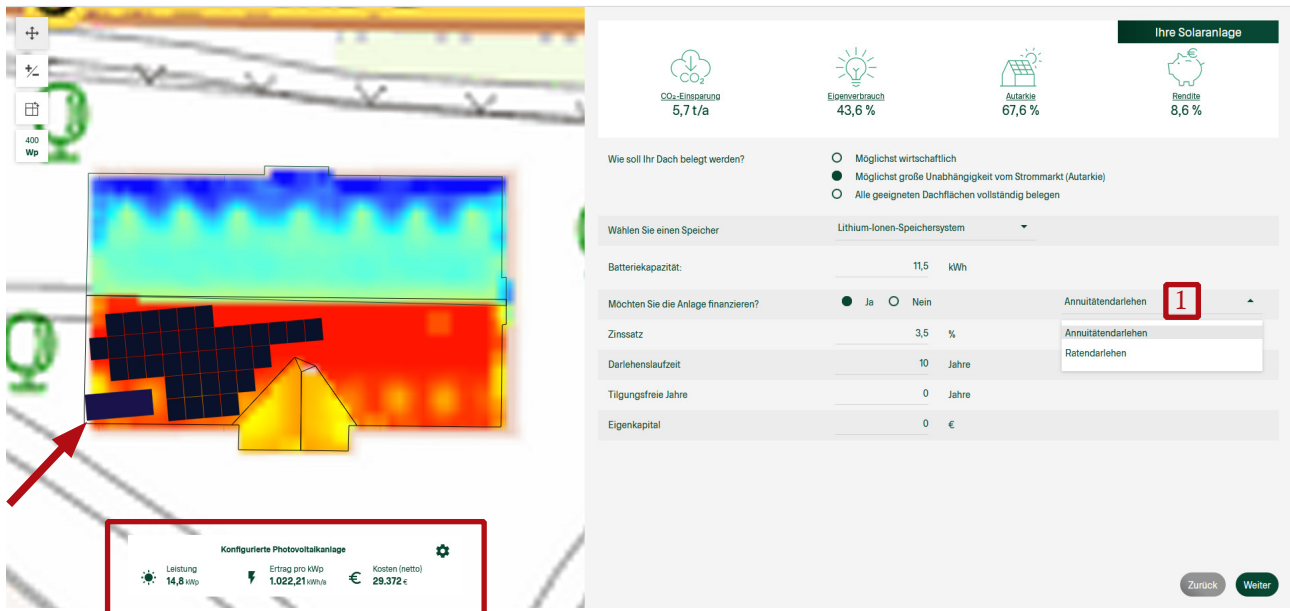 400
Wp
Konfigurierte Photovoltaikanlage
Leistung
14,8 kWp
Ertrag pro kWp
1.022,21 kWh/a
Kosten (netto)
29.372 €
Ihre Solaranlage
CO₂
CO₂-Einsparung
5,7 t/a
Eigenverbrauch
43,6 %
Autarkie
67,6 %
€
Rendite
8,6 %
Wie soll Ihr Dach belegt werden?
Möglichst wirtschaftlich
Möglichst große Unabhängigkeit vom Strommarkt (Autarkie)
Alle geeigneten Dachflächen vollständig belegen
Wählen Sie einen Speicher
Lithium-Ionen-Speichersystem
Batteriekapazität: 11,5 kWh
Möchten Sie die Anlage finanzieren? Ja Nein Annuitätendarlehen 1
Annuitätendarlehen
Ratendarlehen
Zinssatz 3,5 %
Darlehenslaufzeit 10 Jahre
Tilgungsfreie Jahre 0 Jahre
Eigenkapital 0 €
Zurück Weiter